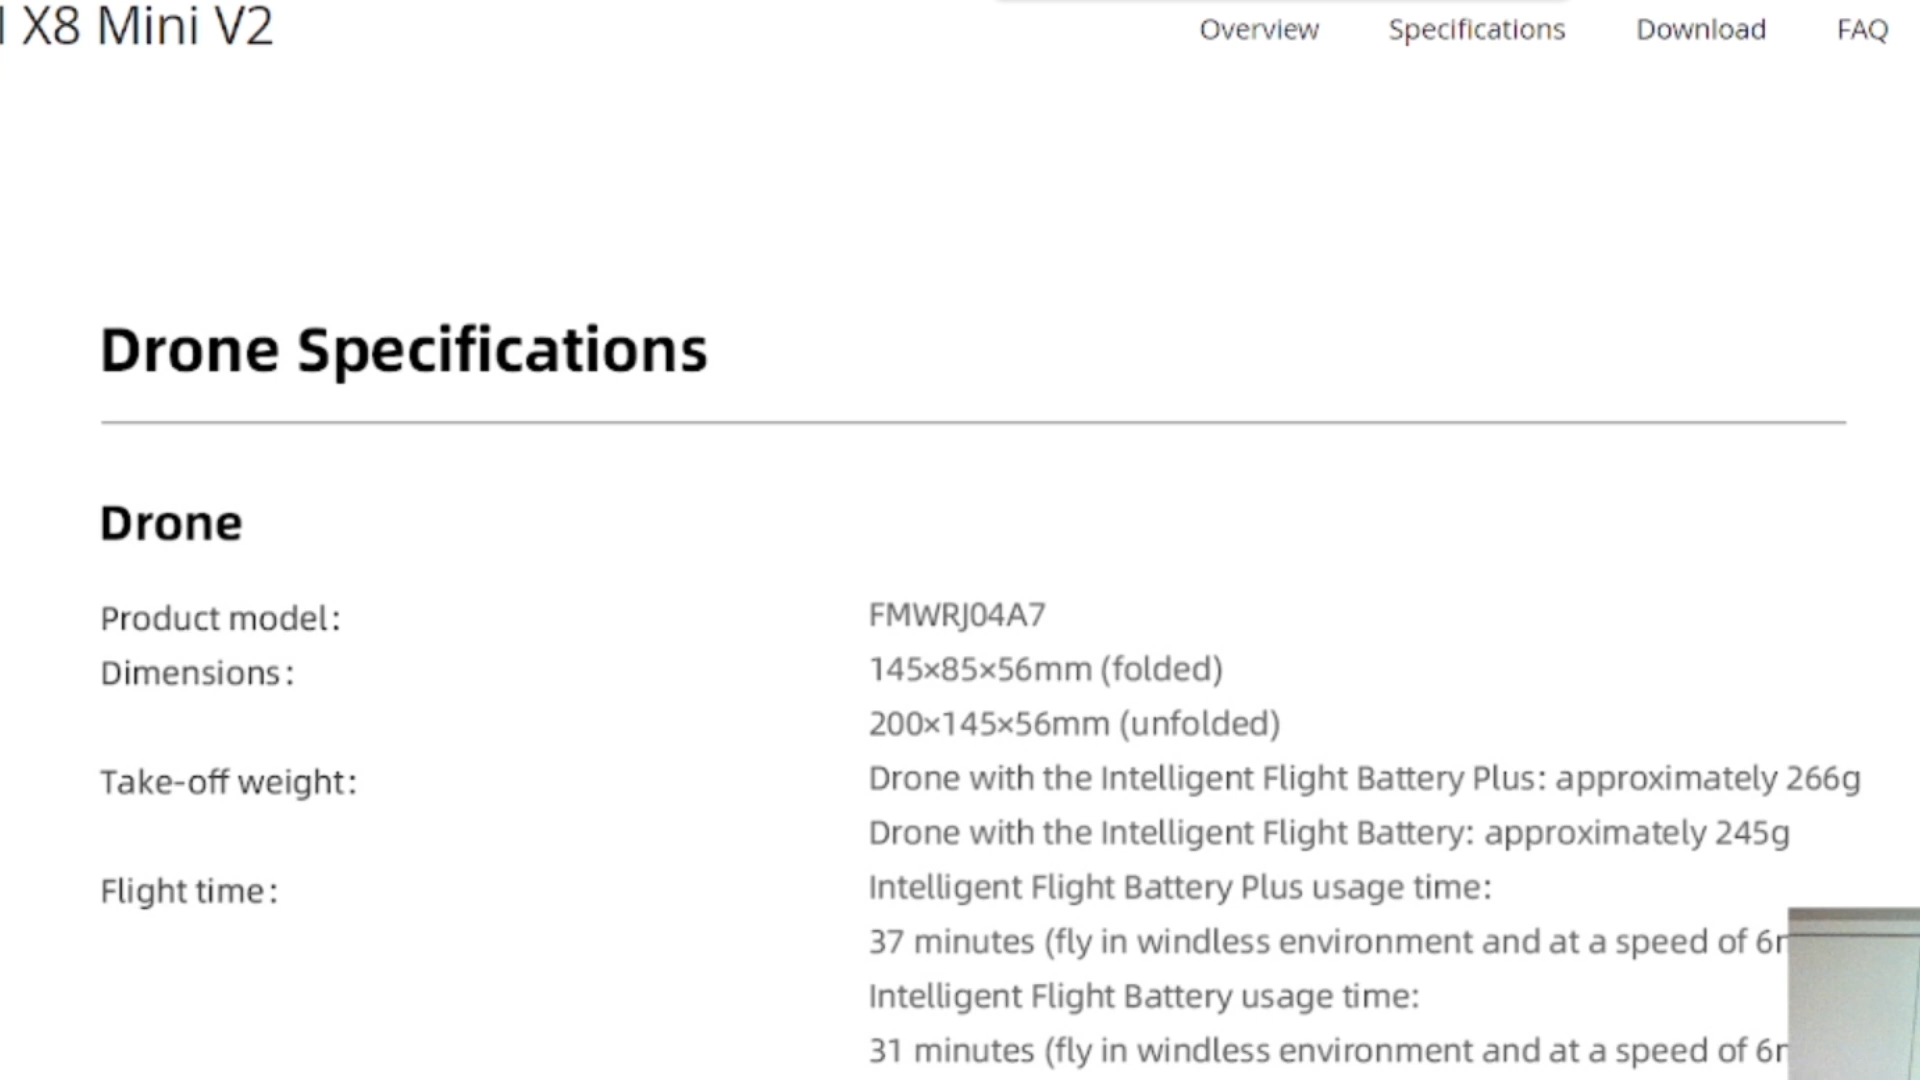 X8 Mini V2
Overview Specifications Download FAQ
Drone Specifications
Drone
Product model: FMWRJ04A7
Dimensions: 145×85×56mm (folded)
200×145×56mm (unfolded)
Take-off weight: Drone with the Intelligent Flight Battery Plus: approximately 266g
Drone with the Intelligent Flight Battery: approximately 245g
Flight time: Intelligent Flight Battery Plus usage time:
37 minutes (fly in windless environment and at a speed of
Intelligent Flight Battery usage time:
31 minutes (fly in windless environment and at a speed of